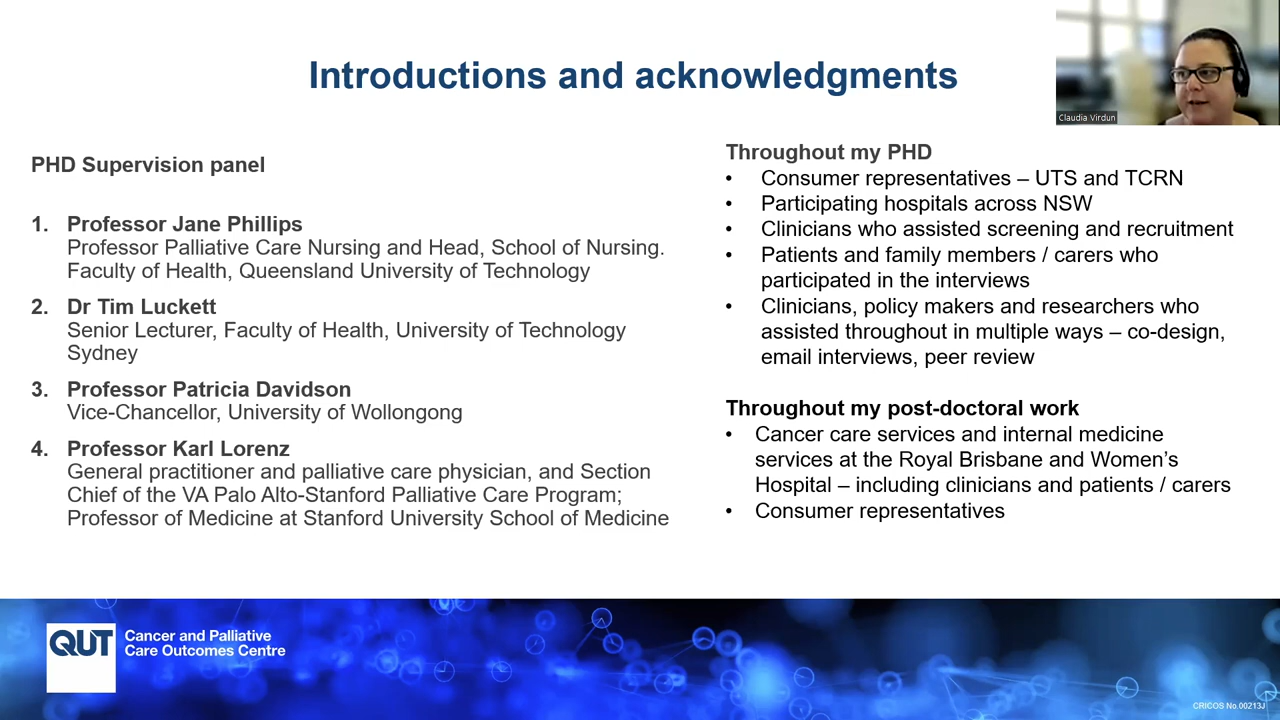 Introductions and acknowledgments
Claudia Virdun
PHD Supervision panel
1. Professor Jane Phillips
Professor Palliative Care Nursing and Head, School of Nursing.
Faculty of Health, Queensland University of Technology
2. Dr Tim Luckett
Senior Lecturer, Faculty of Health, University of Technology
Sydney
3. Professor Patricia Davidson
Vice-Chancellor, University of Wollongong
4. Professor Karl Lorenz
General practitioner and palliative care physician, and Section
Chief of the VA Palo Alto-Stanford Palliative Care Program;
Professor of Medicine at Stanford University School of Medicine
Throughout my PHD
• Consumer representatives – UTS and TCRN
• Participating hospitals across NSW
• Clinicians who assisted screening and recruitment
• Patients and family members / carers who
participated in the interviews
• Clinicians, policy makers and researchers who
assisted throughout in multiple ways – co-design,
email interviews, peer review
Throughout my post-doctoral work
• Cancer care services and internal medicine
services at the Royal Brisbane and Women’s
Hospital – including clinicians and patients / carers
• Consumer representatives
QUT
Cancer and Palliative
Care Outcomes Centre
CRICOS No.00213J